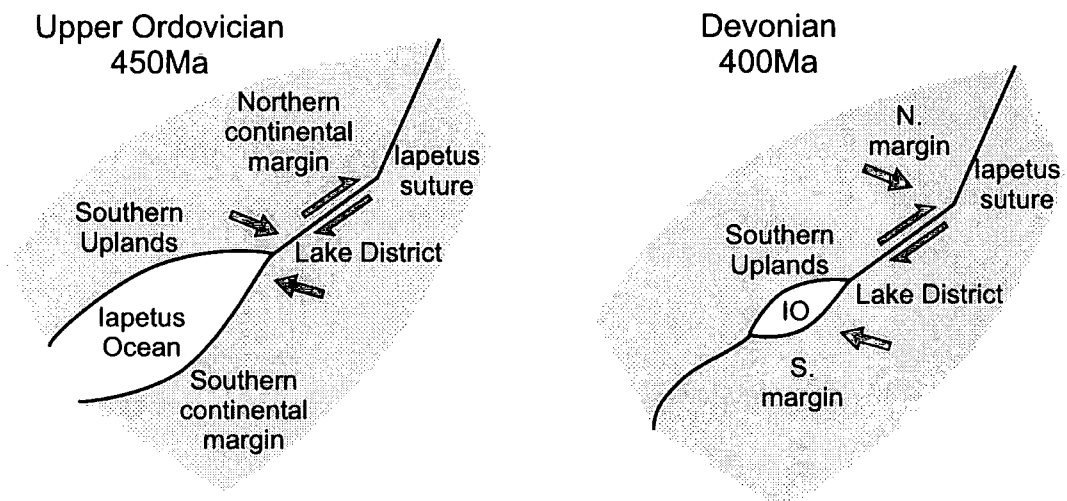 Upper Ordovician
450Ma
Northern
continental
margin
Iapetus
suture
Southern
Uplands
Lake District
Iapetus
Ocean
Southern
continental
margin
Devonian
400Ma
N.
margin
Iapetus
suture
Southern
Uplands
Lake District
IO
S.
margin